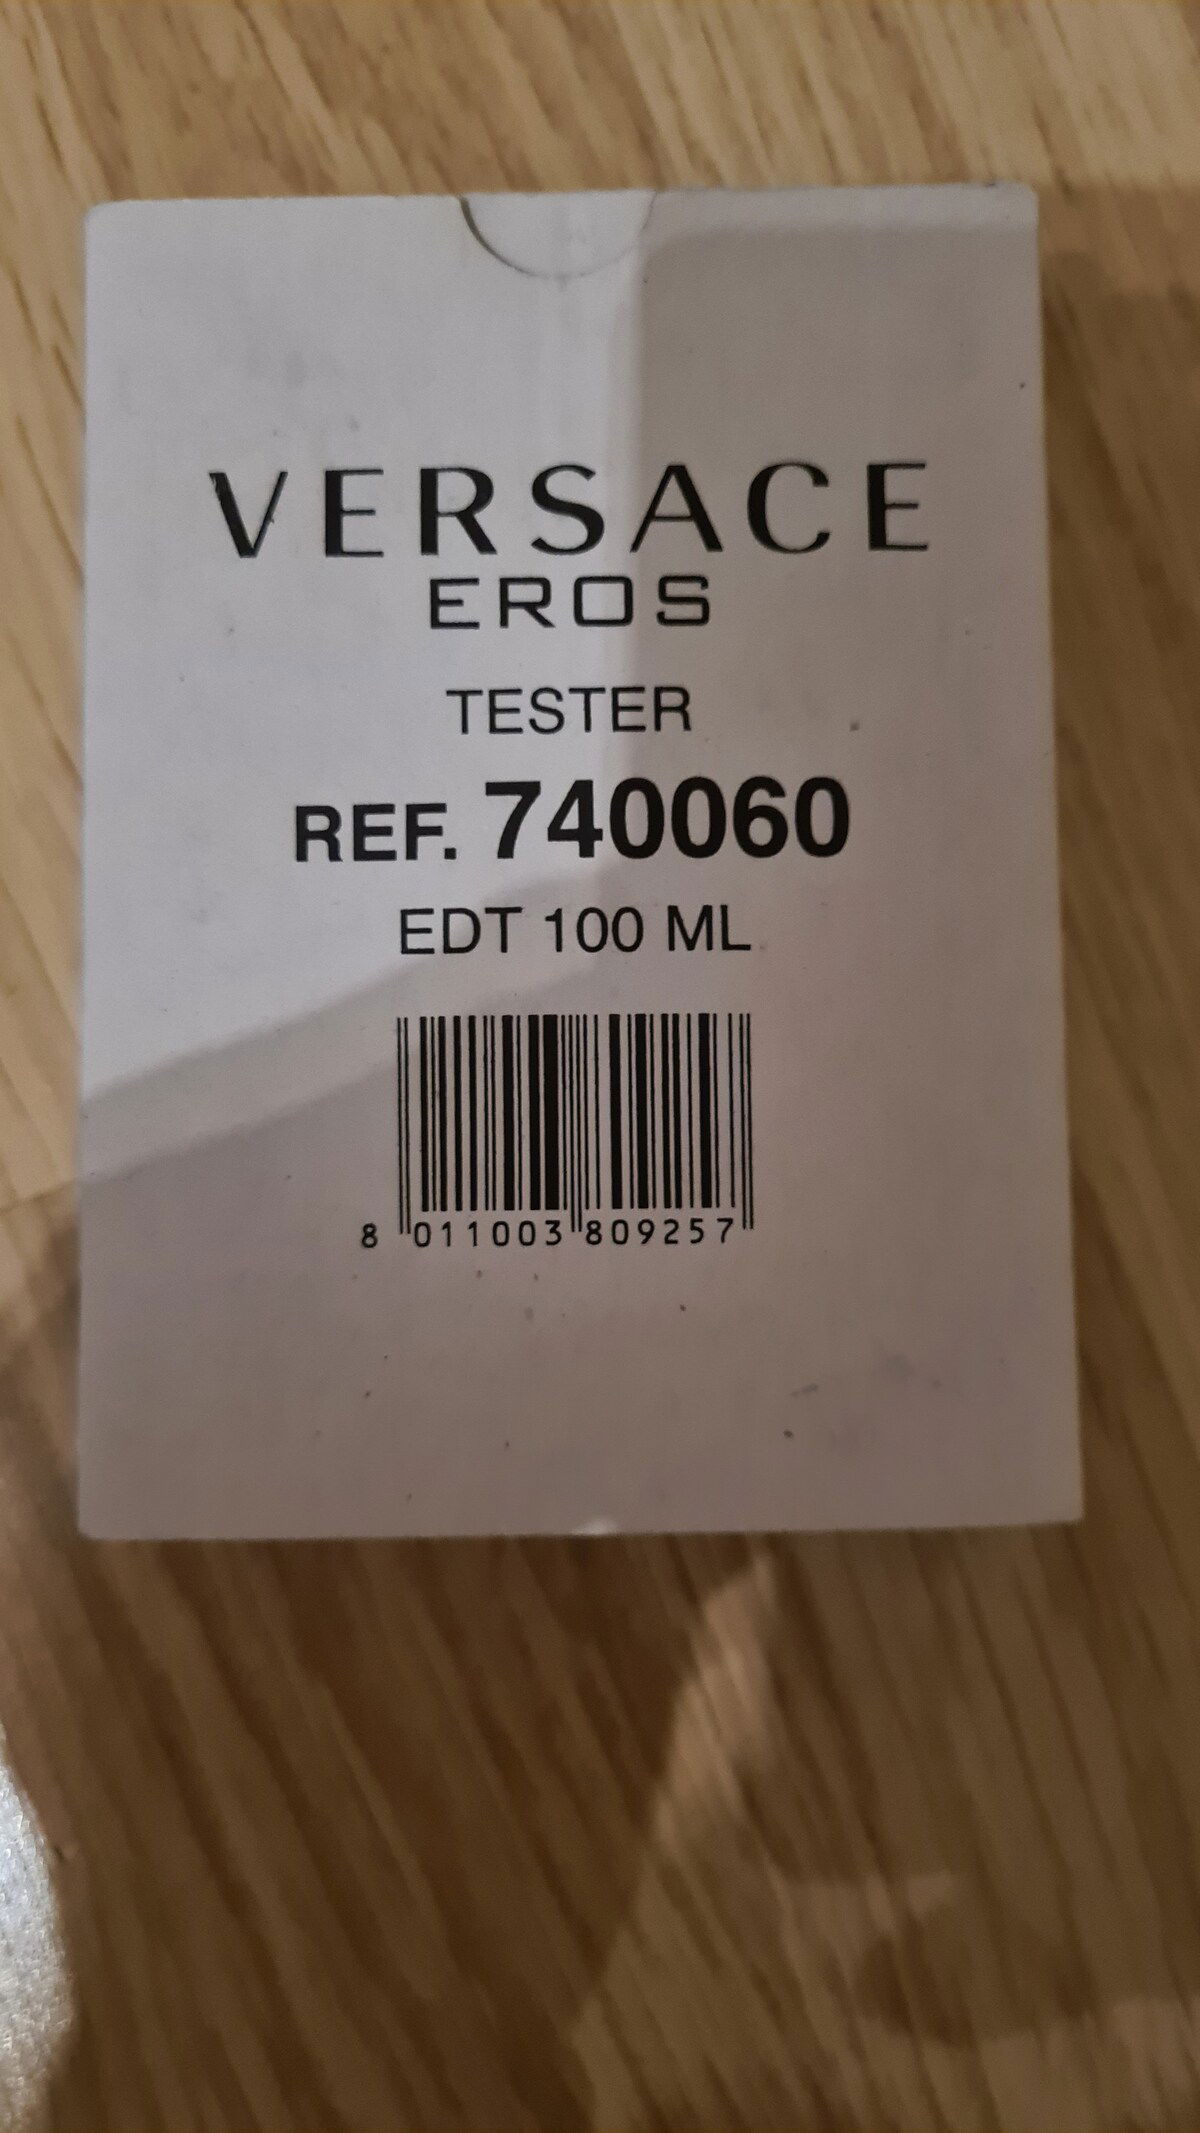 VERSACE
EROS
TESTER
REF. 740060
EDT 100 ML
8 011003 809257